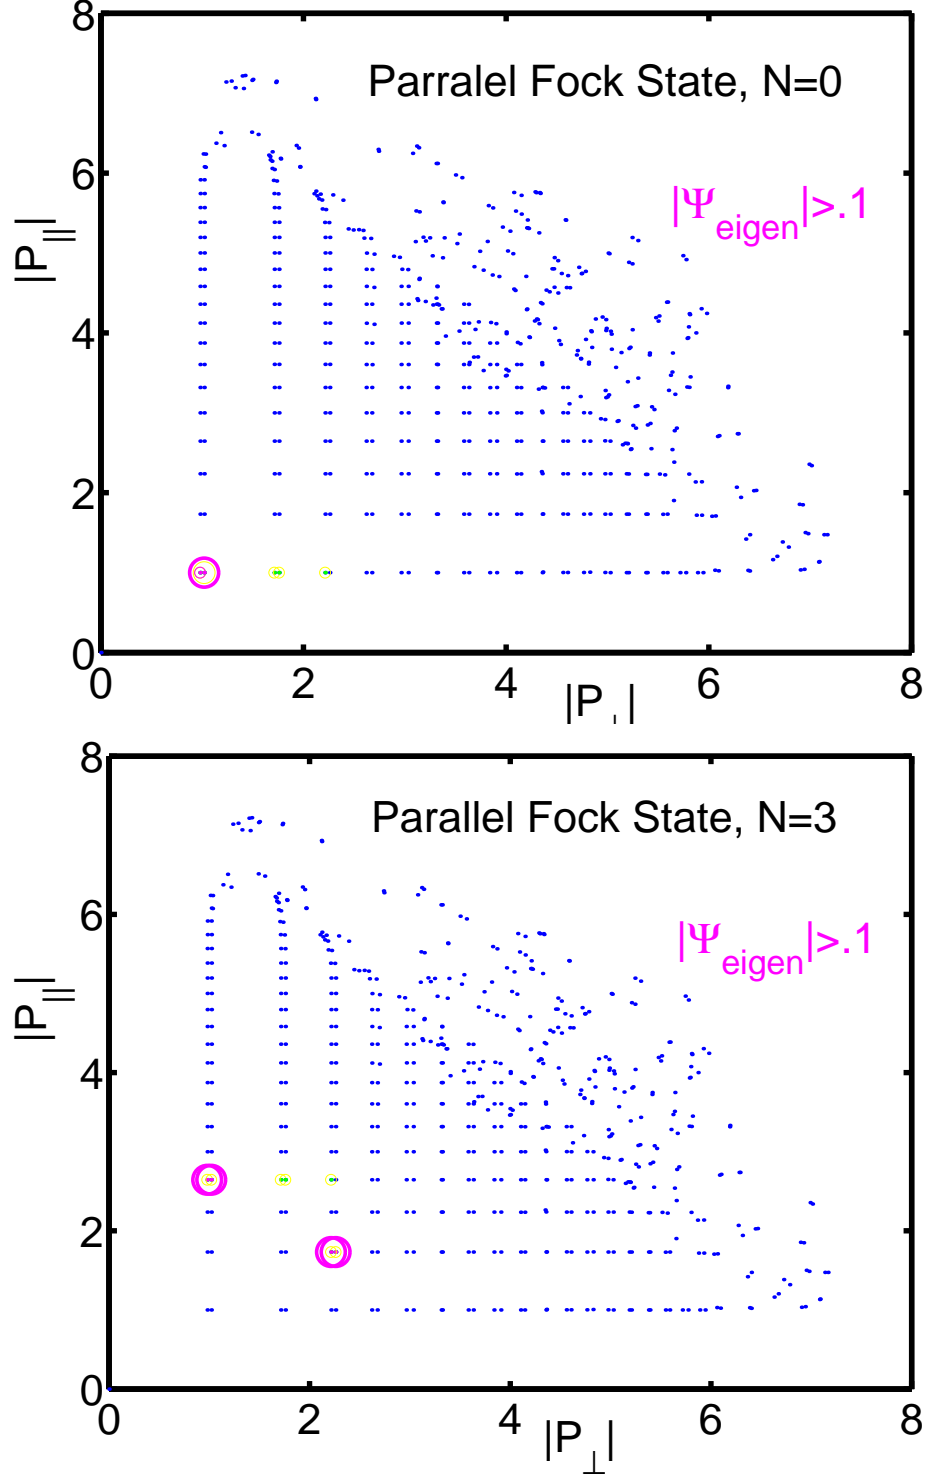 8
Parralel Fock State, N=0
6
|Ψeigen|>.1
|P|||
4
2
0
0 2 4 6 8
|P⊥|
8
Parallel Fock State, N=3
6
|Ψeigen|>.1
|P|||
4
2
0
0 2 4 6 8
|P⊥|